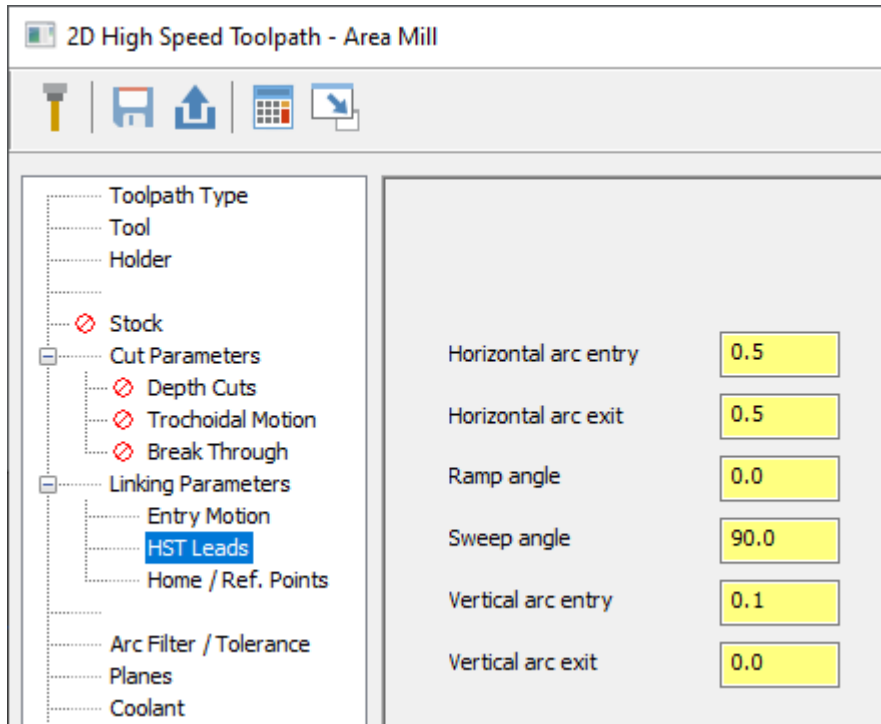 2D High Speed Toolpath - Area Mill
Toolpath Type
Tool
Holder
Stock
Cut Parameters
Depth Cuts
Trochoidal Motion
Break Through
Linking Parameters
Entry Motion
HST Leads
Home / Ref. Points
Arc Filter / Tolerance
Planes
Coolant
Horizontal arc entry 0.5
Horizontal arc exit 0.5
Ramp angle 0.0
Sweep angle 90.0
Vertical arc entry 0.1
Vertical arc exit 0.0